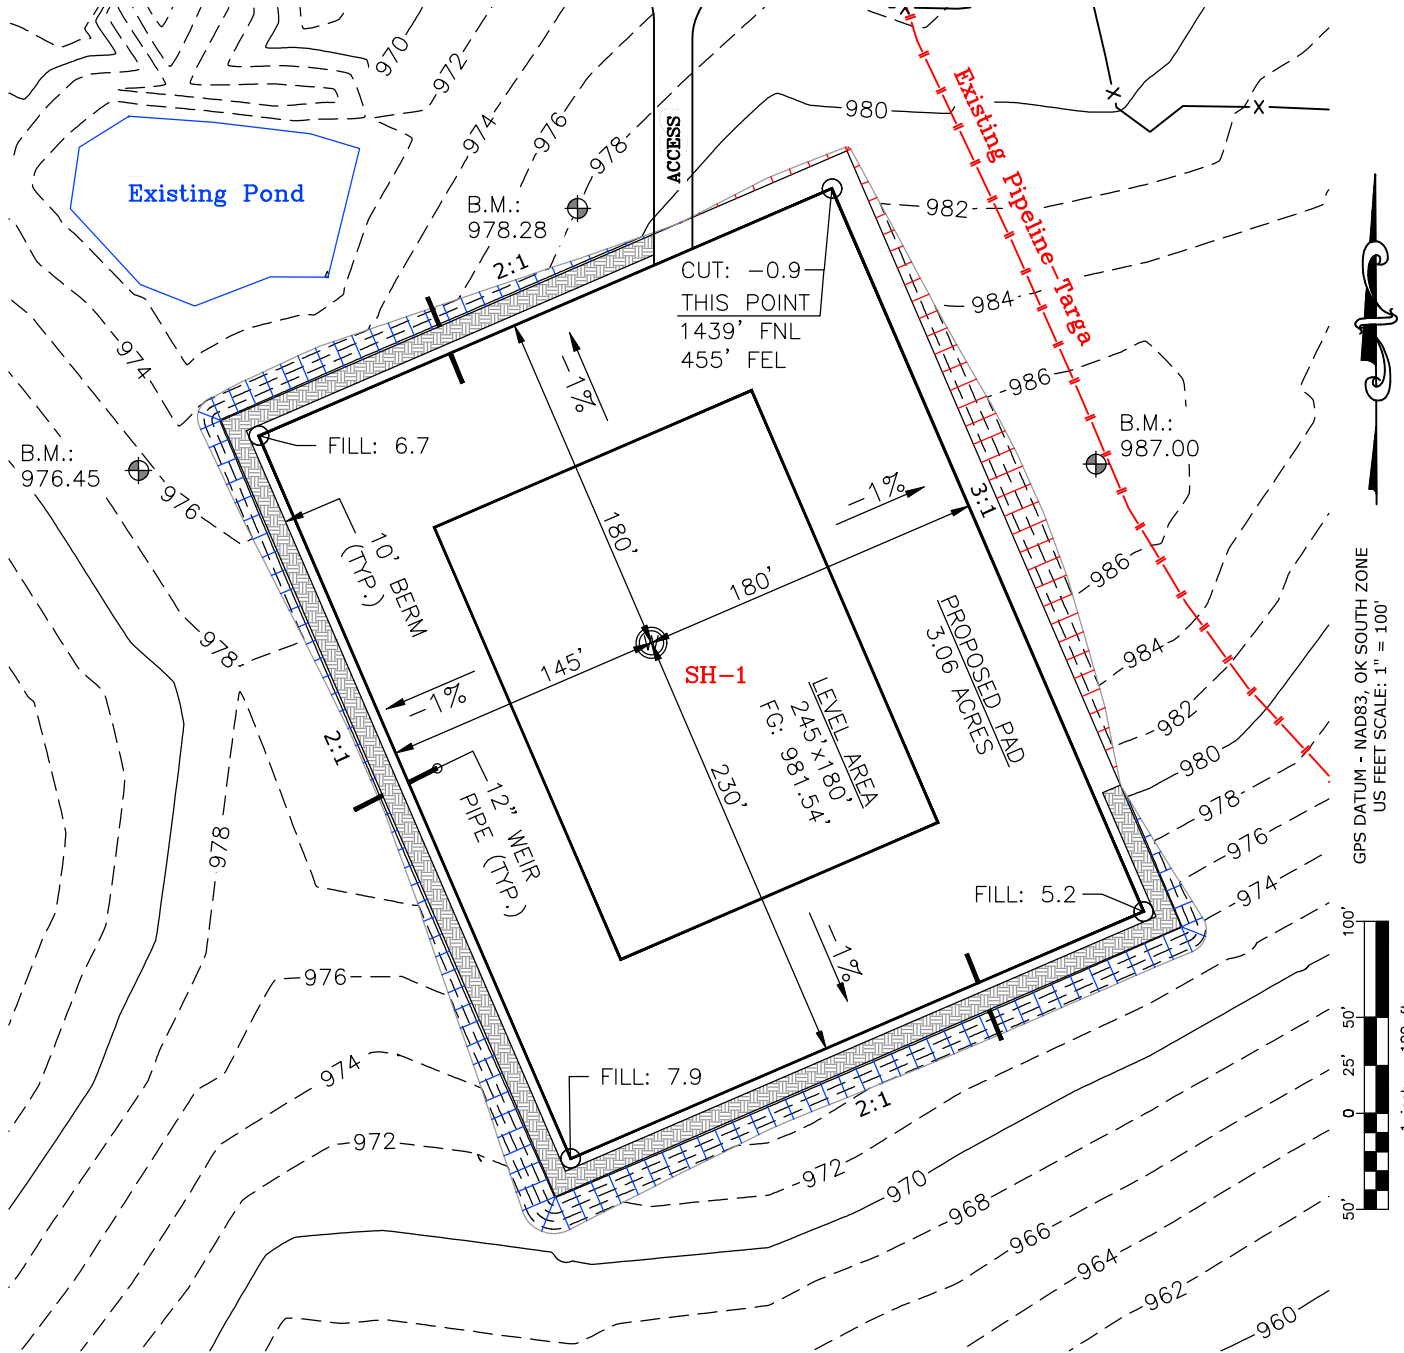 970
972
974
976
978
980
ACCESS
Existing Pipeline-Targa
X
X
Existing Pond
B.M.:
978.28
982
2:1
CUT: -0.9
THIS POINT
1439' FNL
455' FEL
984
974
-1%
986
B.M.:
987.00
FILL: 6.7
B.M.:
976.45
976
-1%
3:1
10' BERM
(TYP.)
180'
180'
986
GPS DATUM - NAD83, OK SOUTH ZONE
US FEET SCALE: 1" = 100'
978
145'
SH-1
PROPOSED PAD
3.06 ACRES
984
-1%
LEVEL AREA
245'x180'
FG: 981.54'
982
2:1
980
230'
12" WEIR
PIPE (TYP.)
978
978
976
974
FILL: 5.2
-1%
976
100'
50'
25'
0
50'
974
FILL: 7.9
2:1
972
972
970
968
966
964
962
960